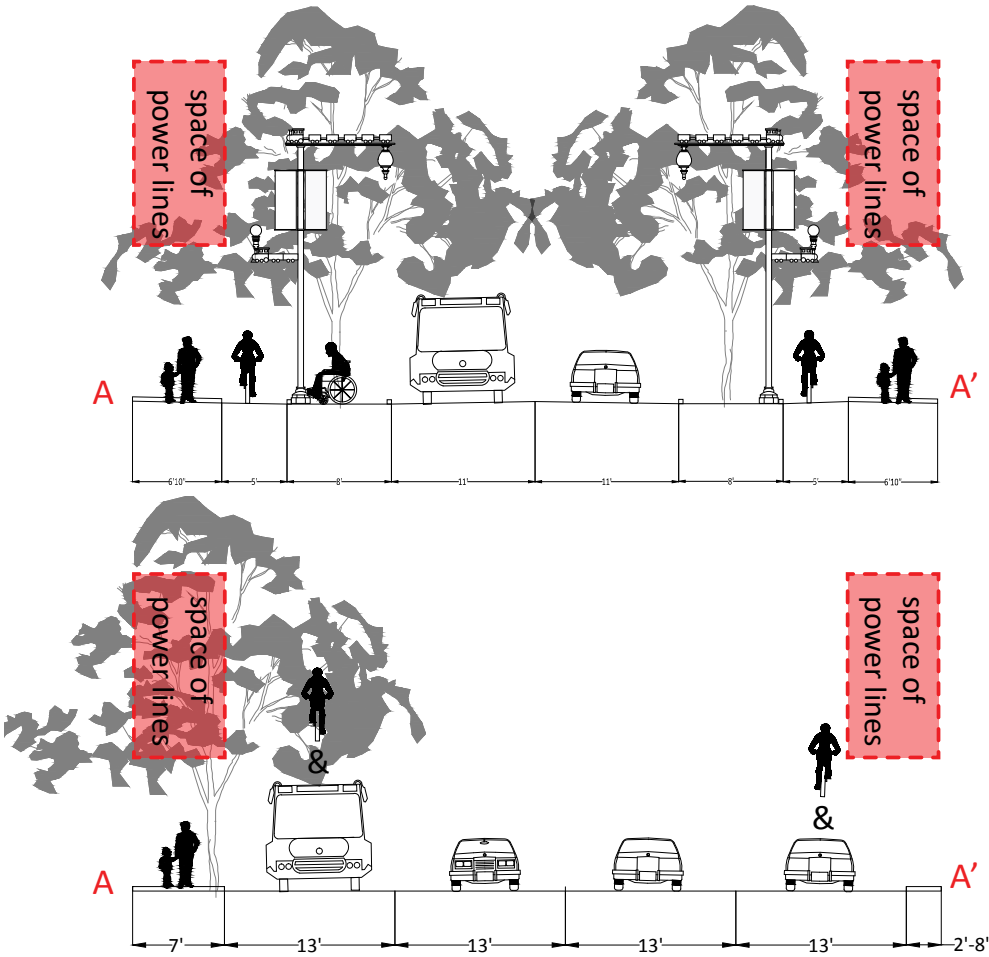 space of
power lines
space of
power lines
A
A’
6'10"
5'
8'
11'
11'
8'
5'
6'10"
space of
power lines
space of
power lines
&
&
A
A’
7'
13'
13'
13'
13'
2'-8'